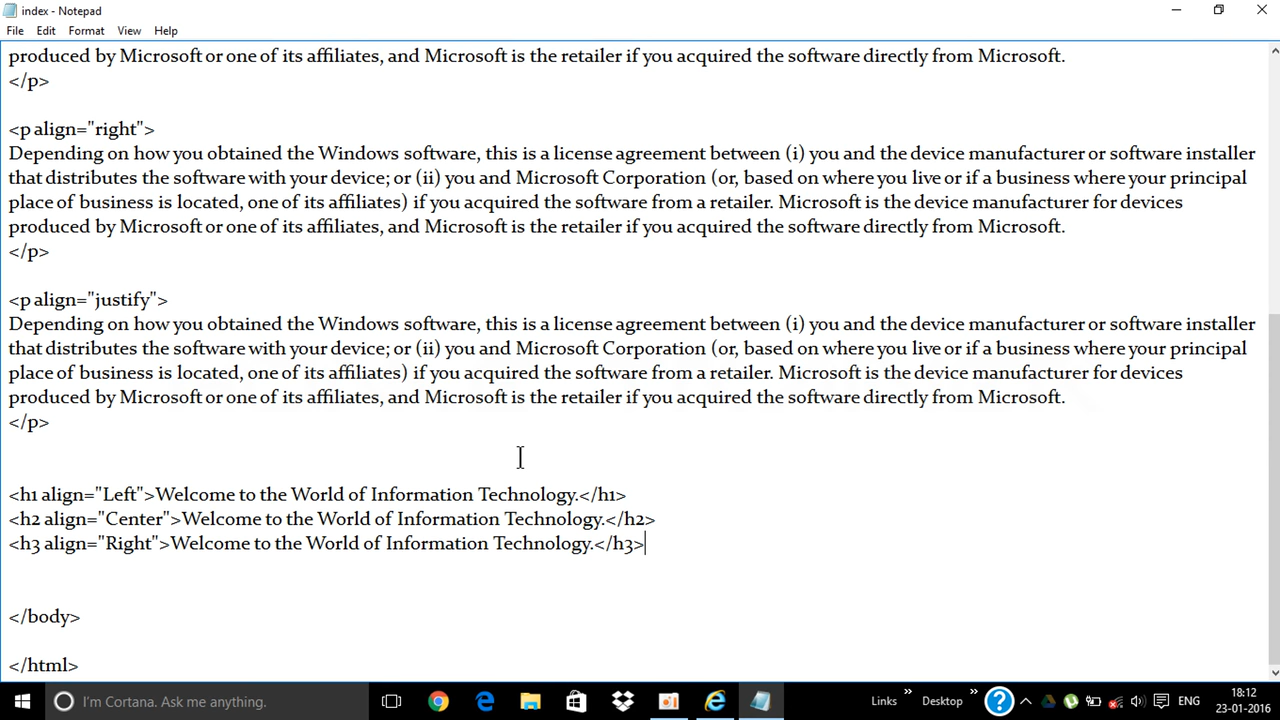 index - Notepad
File Edit Format View Help
produced by Microsoft or one of its affiliates, and Microsoft is the retailer if you acquired the software directly from Microsoft.
</p>
<p align="right">
Depending on how you obtained the Windows software, this is a license agreement between (i) you and the device manufacturer or software installer
that distributes the software with your device; or (ii) you and Microsoft Corporation (or, based on where you live or if a business where your principal
place of business is located, one of its affiliates) if you acquired the software from a retailer. Microsoft is the device manufacturer for devices
produced by Microsoft or one of its affiliates, and Microsoft is the retailer if you acquired the software directly from Microsoft.
</p>
<p align="justify">
Depending on how you obtained the Windows software, this is a license agreement between (i) you and the device manufacturer or software installer
that distributes the software with your device; or (ii) you and Microsoft Corporation (or, based on where you live or if a business where your principal
place of business is located, one of its affiliates) if you acquired the software from a retailer. Microsoft is the device manufacturer for devices
produced by Microsoft or one of its affiliates, and Microsoft is the retailer if you acquired the software directly from Microsoft.
</p>
<h1 align="Left">Welcome to the World of Information Technology.</h1>
<h2 align="Center">Welcome to the World of Information Technology.</h2>
<h3 align="Right">Welcome to the World of Information Technology.</h3>
</body>
</html>
I'm Cortana. Ask me anything.
Links » Desktop » ENG
18:12
23-01-2016